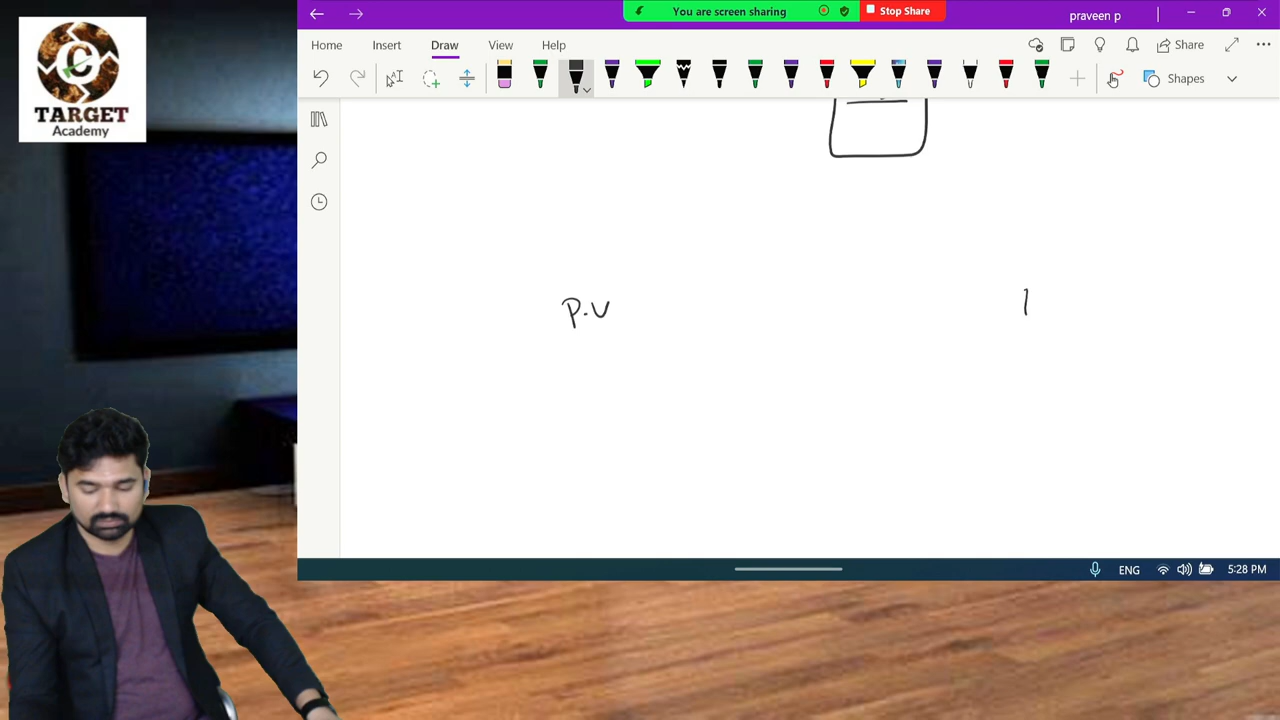 TARGET
Academy
You are screen sharing
Stop Share
praveen p
Home Insert Draw View Help
Share
Shapes
P.V
ENG 5:28 PM